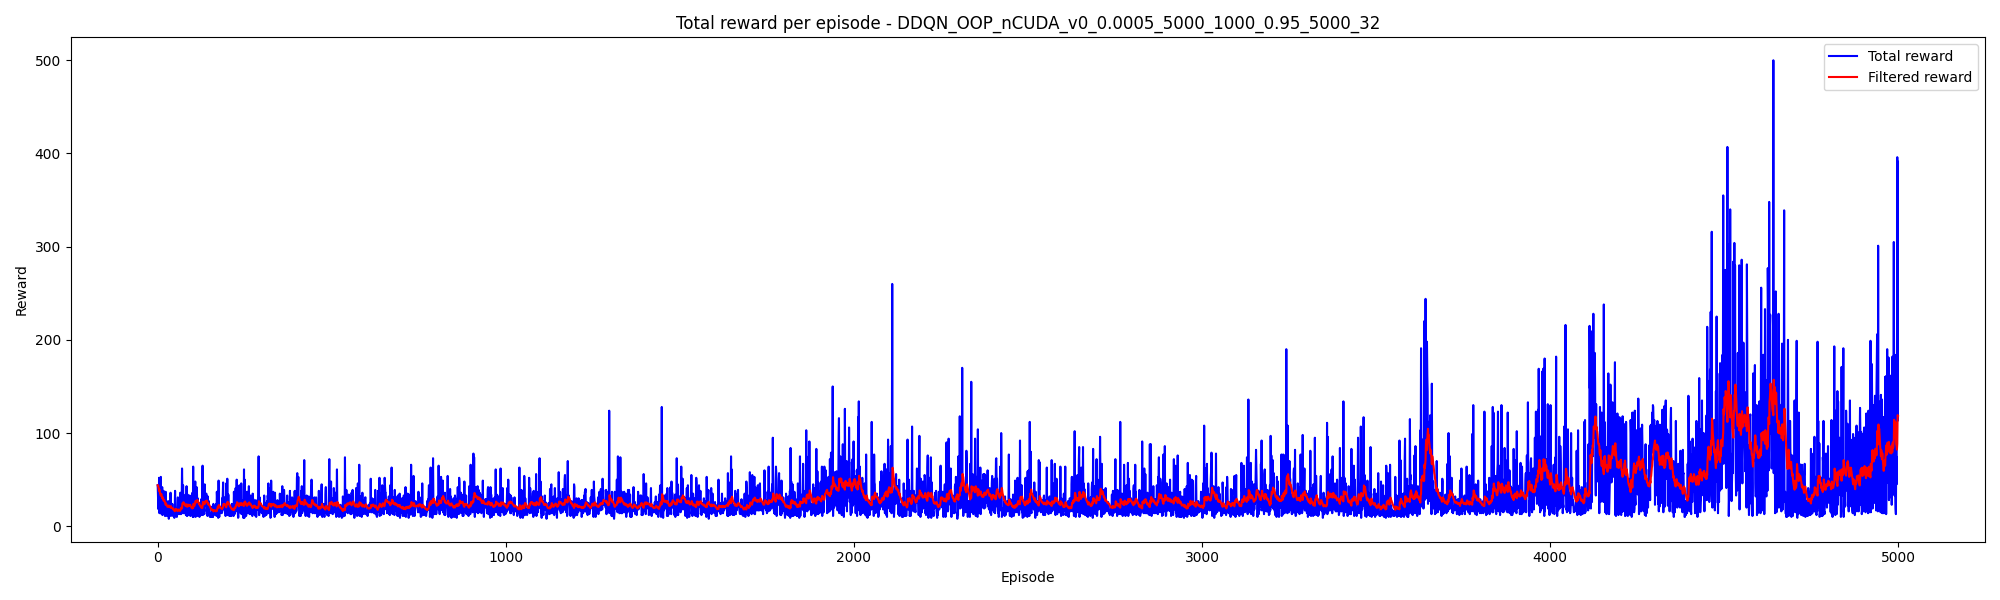 Total reward per episode - DDQN_OOP_nCUDA_v0_0.0005_5000_1000_0.95_5000_32
Total reward
Filtered reward
500
400
300
200
100
0
Reward
0 1000 2000 3000 4000 5000
Episode